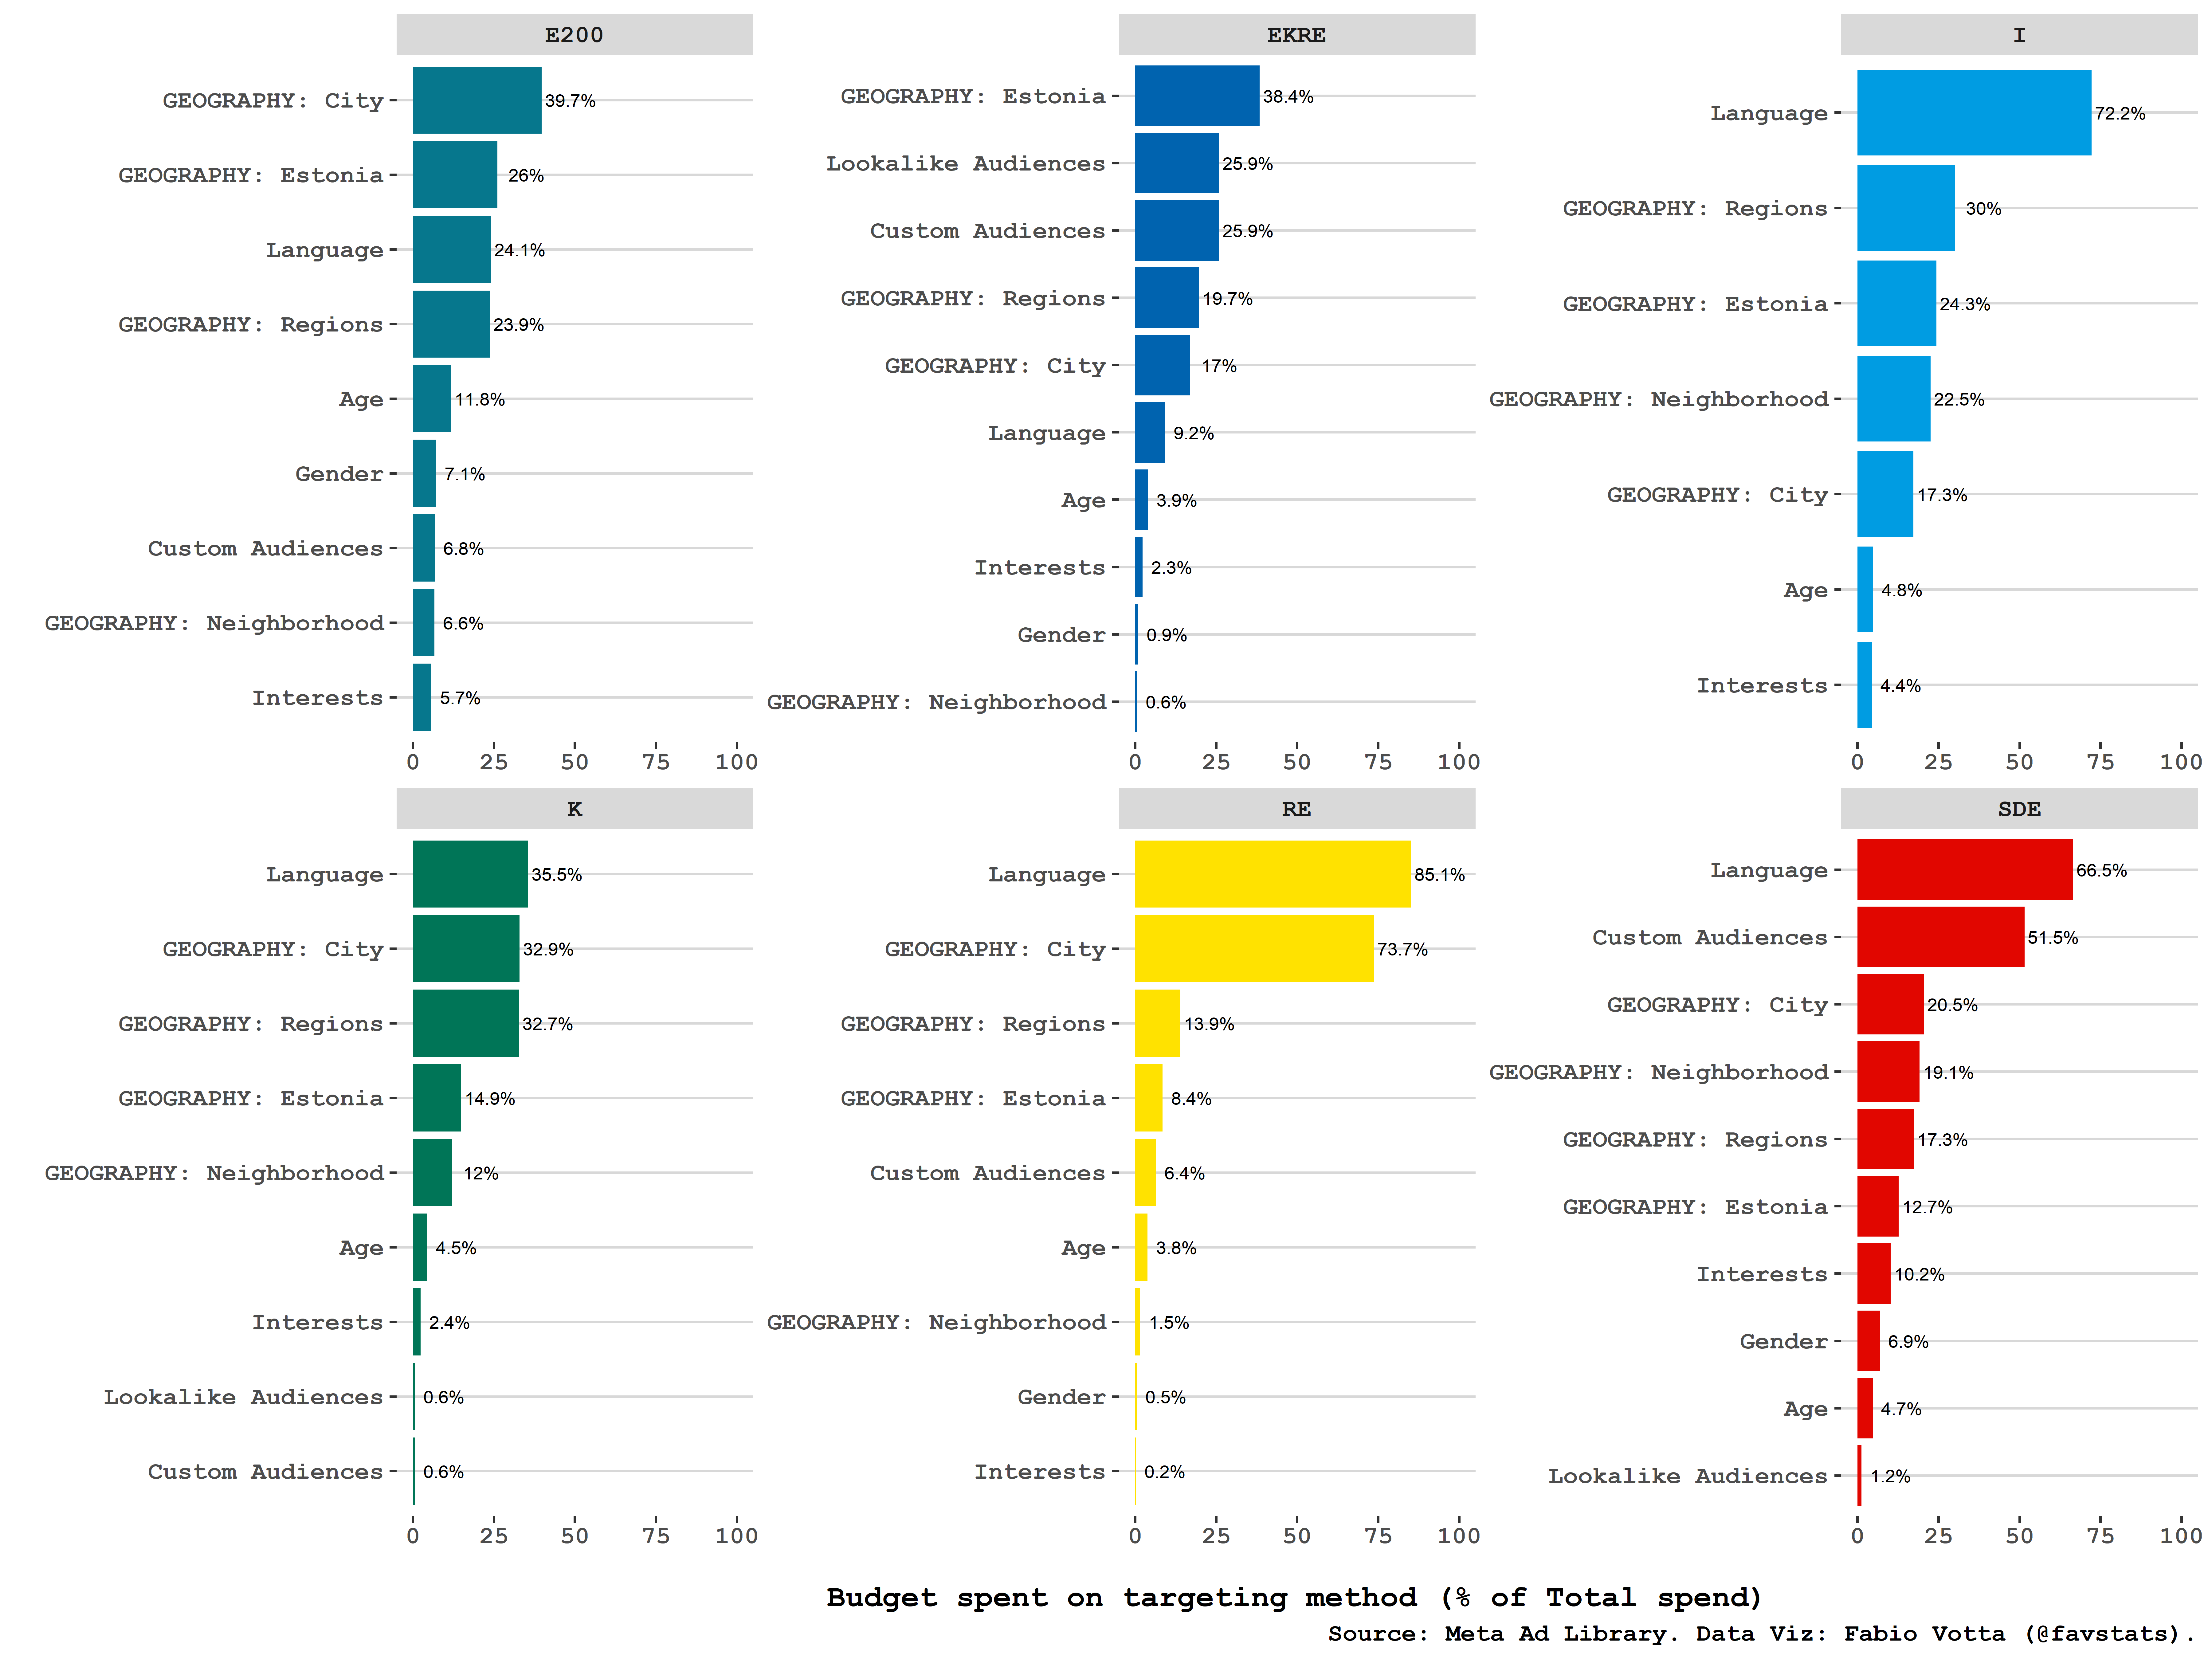 E200
GEOGRAPHY: City 39.7%
GEOGRAPHY: Estonia 26%
Language 24.1%
GEOGRAPHY: Regions 23.9%
Age 11.8%
Gender 7.1%
Custom Audiences 6.8%
GEOGRAPHY: Neighborhood 6.6%
Interests 5.7%
0 25 50 75 100
EKRE
GEOGRAPHY: Estonia 38.4%
Lookalike Audiences 25.9%
Custom Audiences 25.9%
GEOGRAPHY: Regions 19.7%
GEOGRAPHY: City 17%
Language 9.2%
Age 3.9%
Interests 2.3%
Gender 0.9%
GEOGRAPHY: Neighborhood 0.6%
0 25 50 75 100
I
Language 72.2%
GEOGRAPHY: Regions 30%
GEOGRAPHY: Estonia 24.3%
GEOGRAPHY: Neighborhood 22.5%
GEOGRAPHY: City 17.3%
Age 4.8%
Interests 4.4%
0 25 50 75 100
K
Language 35.5%
GEOGRAPHY: City 32.9%
GEOGRAPHY: Regions 32.7%
GEOGRAPHY: Estonia 14.9%
GEOGRAPHY: Neighborhood 12%
Age 4.5%
Interests 2.4%
Lookalike Audiences 0.6%
Custom Audiences 0.6%
0 25 50 75 100
RE
Language 85.1%
GEOGRAPHY: City 73.7%
GEOGRAPHY: Regions 13.9%
GEOGRAPHY: Estonia 8.4%
Custom Audiences 6.4%
Age 3.8%
GEOGRAPHY: Neighborhood 1.5%
Gender 0.5%
Interests 0.2%
0 25 50 75 100
SDE
Language 66.5%
Custom Audiences 51.5%
GEOGRAPHY: City 20.5%
GEOGRAPHY: Neighborhood 19.1%
GEOGRAPHY: Regions 17.3%
GEOGRAPHY: Estonia 12.7%
Interests 10.2%
Gender 6.9%
Age 4.7%
Lookalike Audiences 1.2%
0 25 50 75 100
Budget spent on targeting method (% of Total spend)
Source: Meta Ad Library. Data Viz: Fabio Votta (@favstats).